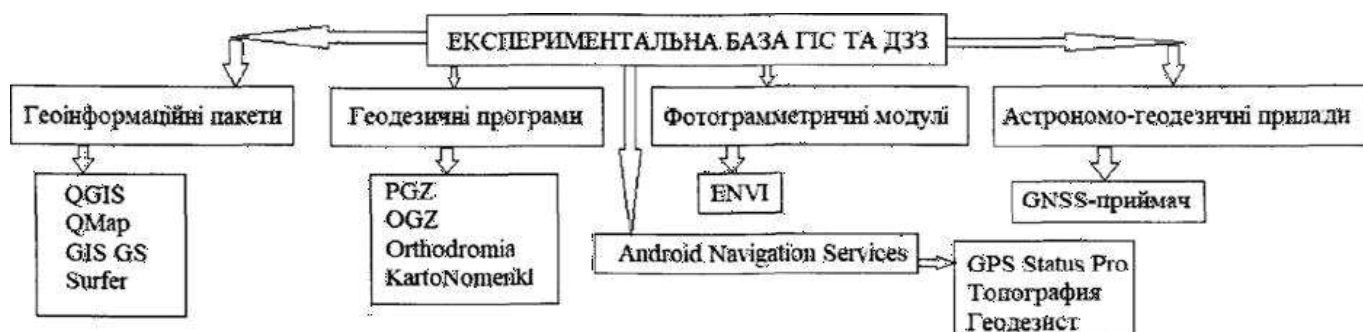 ЕКСПЕРИМЕНТАЛЬНА БАЗА ГІС ТА ДЗЗ
Геоінформаційні пакети
Геодезичні програми
Фотограмметричні модулі
Астрономо-геодезичні прилади
QGIS
QMap
GIS GS
Surfer
PGZ
OGZ
Orthodromia
KartoNomenkl
ENVI
GNSS-приймач
Android Navigation Services
GPS Status Pro
Топография
Геодезист